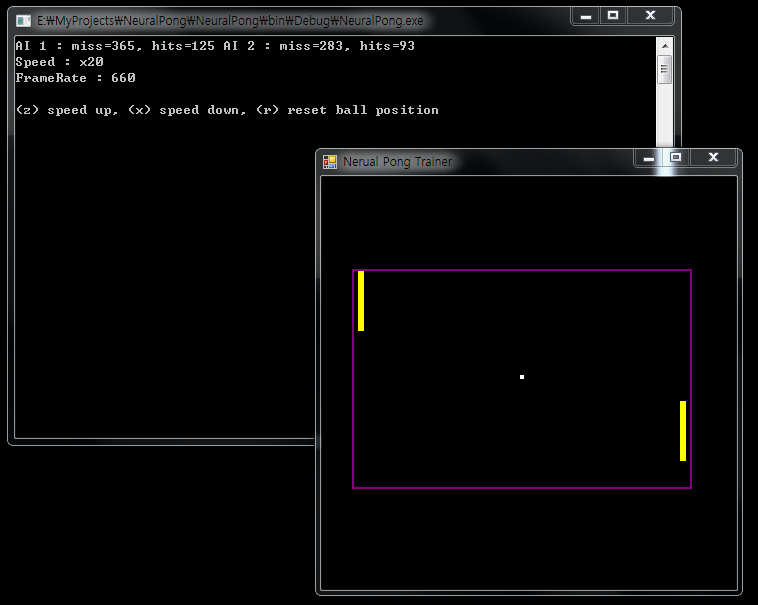 E:₩MyProjects₩NeuralPong₩NeuralPong₩bin₩Debug₩NeuralPong.exe
AI 1 : miss=365, hits=125 AI 2 : miss=283, hits=93
Speed : x20
FrameRate : 660
(z) speed up, (x) speed down, (r) reset ball position
Nerual Pong Trainer